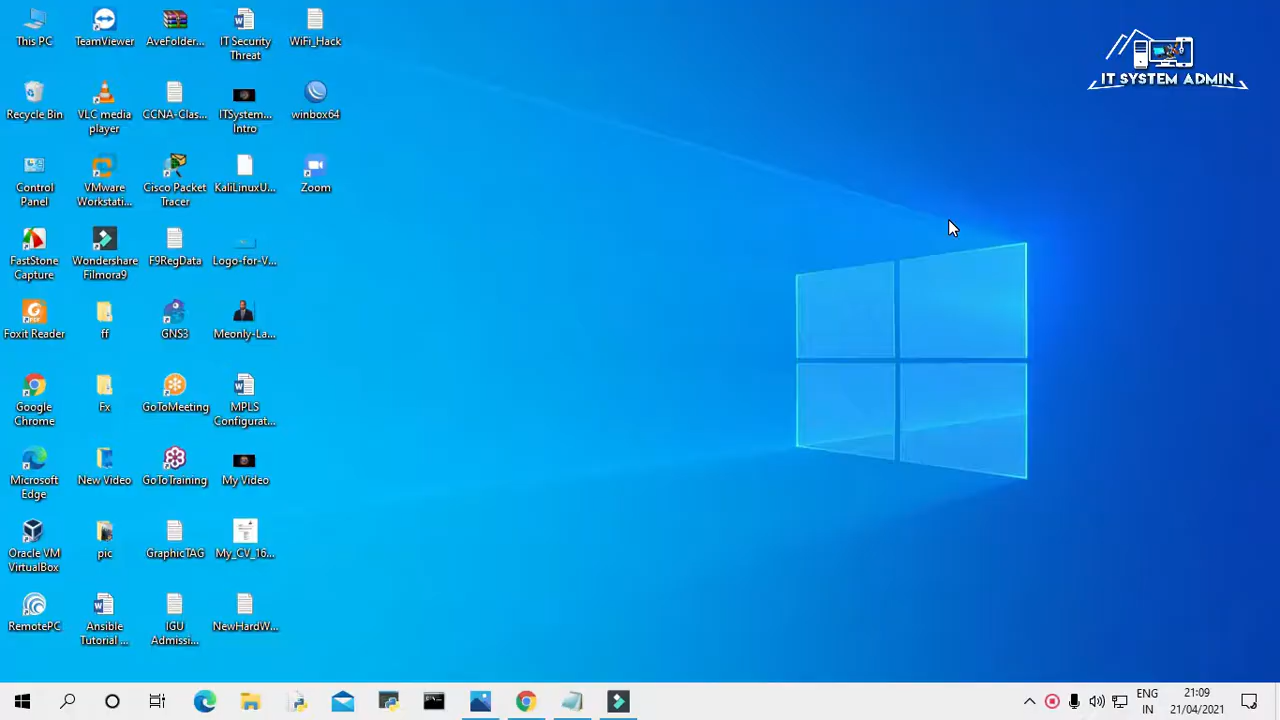 This PC
TeamViewer
AveFolder...
IT Security
Threat
WiFi_Hack
Recycle Bin
VLC media
player
CCNA-Clas...
ITSystem...
Intro
winbox64
Control
Panel
VMware
Workstati...
Cisco Packet
Tracer
KaliLinuxU...
Zoom
FastStone
Capture
Wondershare
Filmora9
F9RegData
Logo-for-V...
Foxit Reader
ff
GNS3
Meonly-La...
Google
Chrome
Fx
GoToMeeting
MPLS
Configurat...
Microsoft
Edge
New Video
GoToTraining
My Video
Oracle VM
VirtualBox
pic
GraphicTAG
My_CV_16...
RemotePC
Ansible
Tutorial ...
IGU
Admissi...
NewHardW...
IT SYSTEM ADMIN
ENG
IN
21:09
21/04/2021